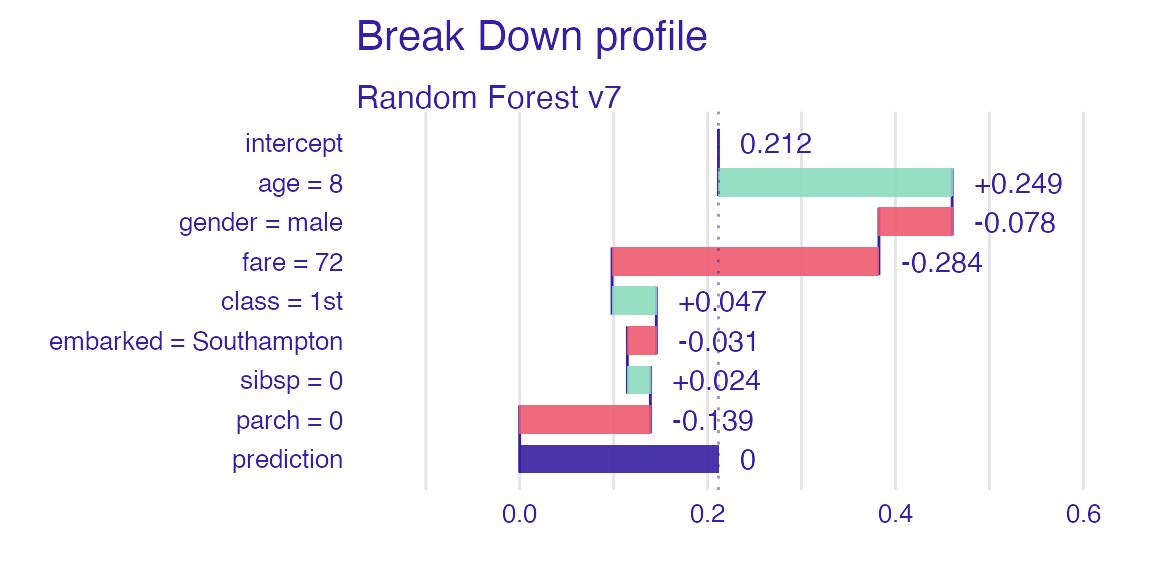 Break Down profile
Random Forest v7
intercept 0.212
age = 8 +0.249
gender = male -0.078
fare = 72 -0.284
class = 1st +0.047
embarked = Southampton -0.031
sibsp = 0 +0.024
parch = 0 -0.139
prediction 0
0.0 0.2 0.4 0.6